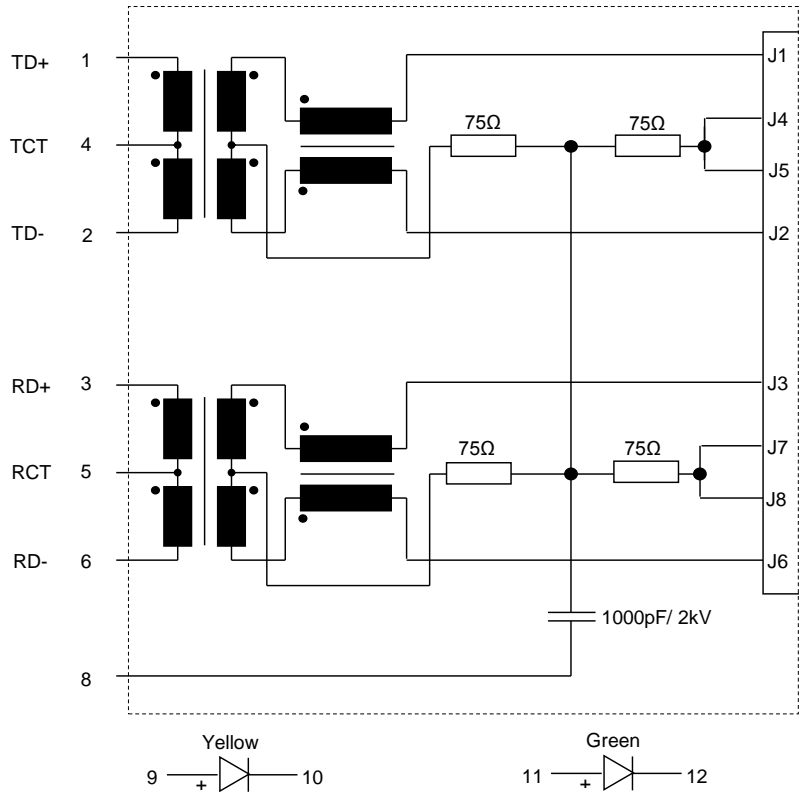 TD+ 1 J1
75Ω 75Ω J4
TCT 4
J5
TD- 2 J2
RD+ 3 J3
75Ω 75Ω J7
RCT 5
J8
RD- 6 J6
1000pF/ 2kV
8
Yellow Green
9 + 10 11 + 12